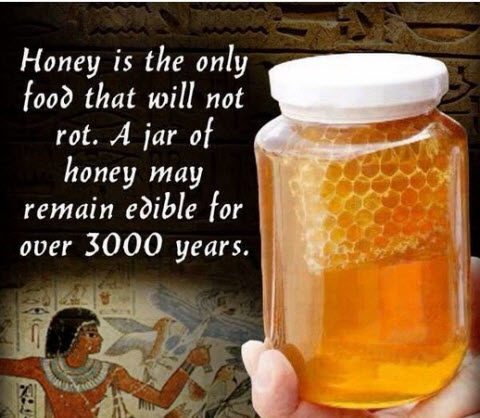 Honey is the only
food that will not
rot. A jar of
honey may
remain edible for
over 3000 years.